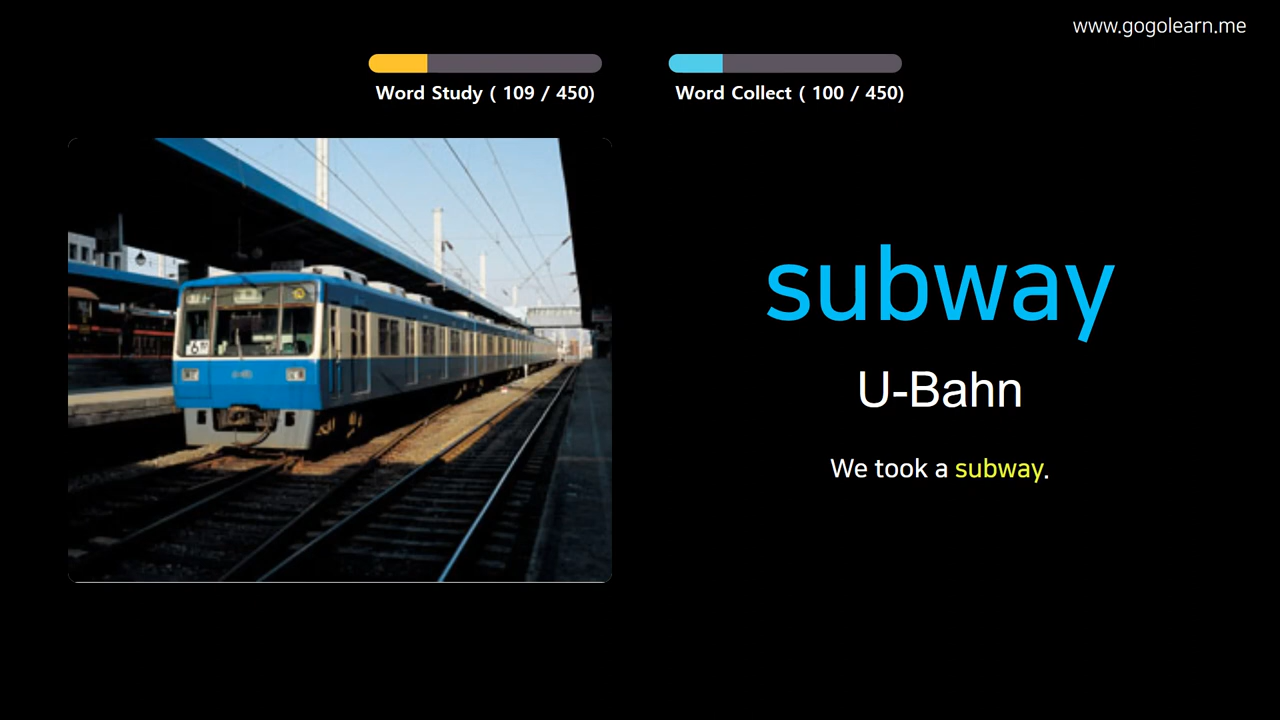 www.gogolearn.me
Word Study ( 109 / 450)
Word Collect ( 100 / 450)
subway
U-Bahn
We took a subway.